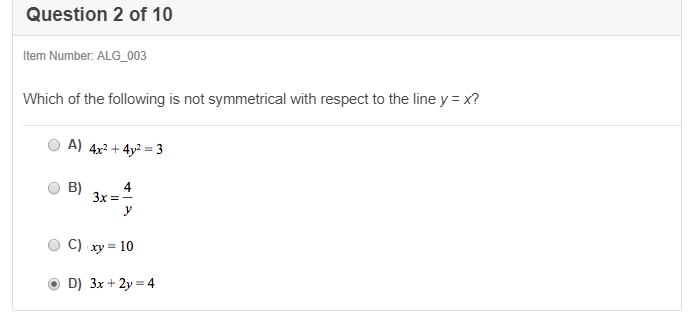 Question 2 of 10
Item Number: ALG_003
Which of the following is not symmetrical with respect to the line y = x?
A) 4x² + 4y² = 3
B) 3x = 4/y
C) xy = 10
D) 3x + 2y = 4